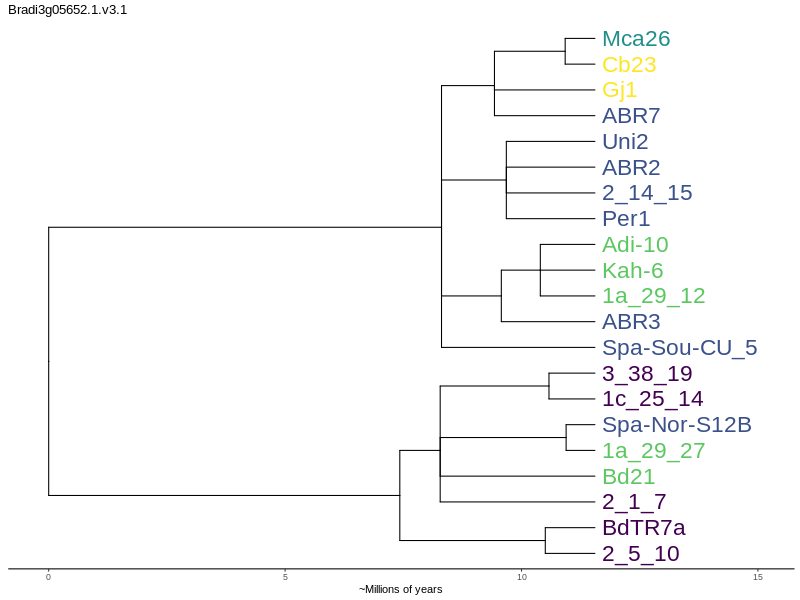 Bradi3g05652.1.v3.1
Mca26
Cb23
Gj1
ABR7
Uni2
ABR2
2_14_15
Per1
Adi-10
Kah-6
1a_29_12
ABR3
Spa-Sou-CU_5
3_38_19
1c_25_14
Spa-Nor-S12B
1a_29_27
Bd21
2_1_7
BdTR7a
2_5_10
0 5 10 15
~Millions of years